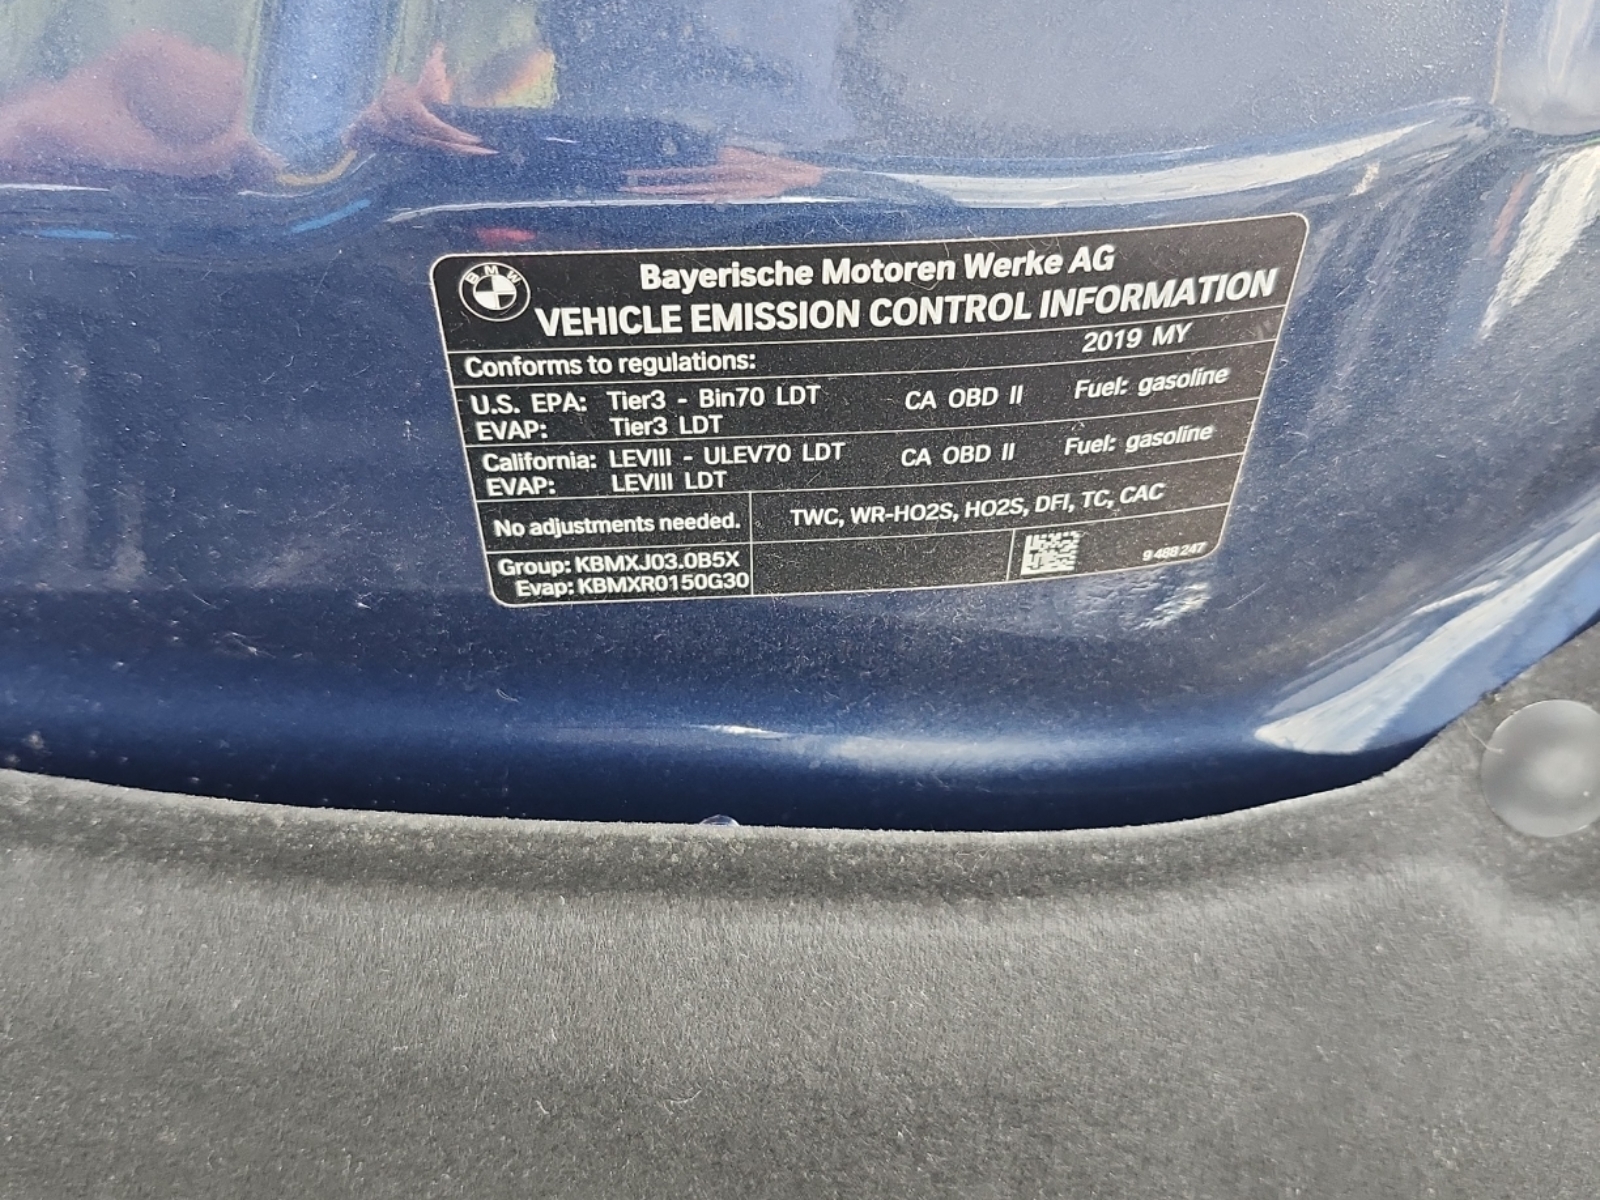 BMW
Bayerische Motoren Werke AG
VEHICLE EMISSION CONTROL INFORMATION
Conforms to regulations: 2019 MY
U.S. EPA: Tier3 - Bin70 LDT CA OBD II Fuel: gasoline
EVAP: Tier3 LDT
California: LEVIII - ULEV70 LDT CA OBD II Fuel: gasoline
EVAP: LEVIII LDT
No adjustments needed. TWC, WR-HO2S, HO2S, DFI, TC, CAC
Group: KBMXJ03.0B5X
Evap: KBMXR0150G30
9 488 247